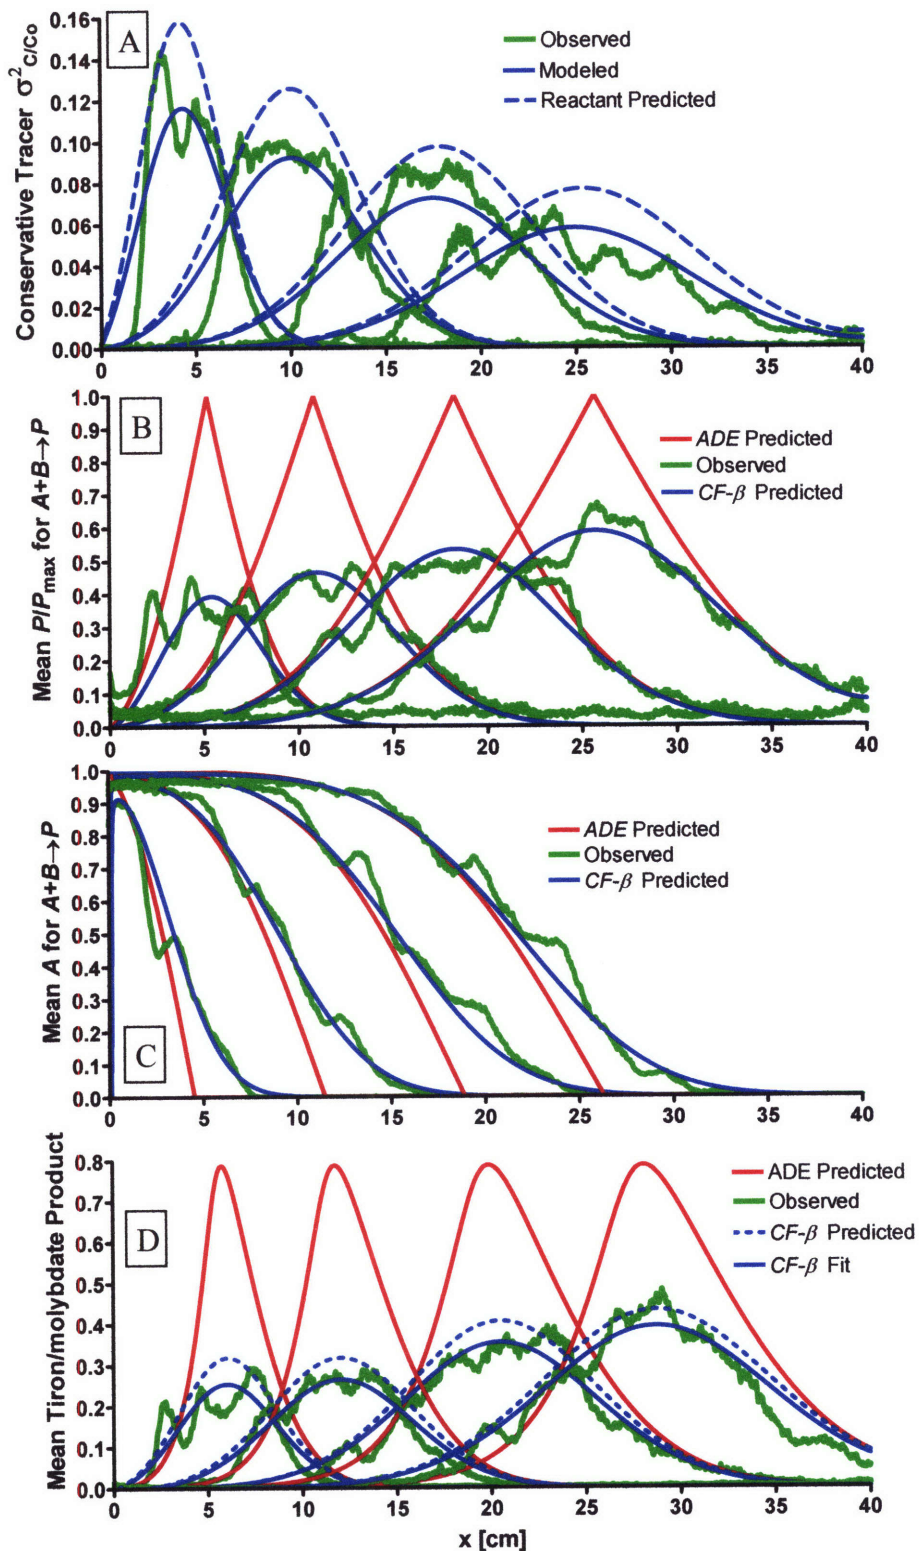 A
Conservative Tracer σ²C/Co
0.16
0.14
0.12
0.10
0.08
0.06
0.04
0.02
0.00
Observed
Modeled
Reactant Predicted
0 5 10 15 20 25 30 35 40
B
Mean P/Pmax for A+B→P
1.0
0.9
0.8
0.7
0.6
0.5
0.4
0.3
0.2
0.1
0.0
ADE Predicted
Observed
CF-β Predicted
0 5 10 15 20 25 30 35 40
C
Mean A for A+B→P
1.0
0.9
0.8
0.7
0.6
0.5
0.4
0.3
0.2
0.1
0.0
ADE Predicted
Observed
CF-β Predicted
0 5 10 15 20 25 30 35 40
D
Mean Tiron/molybdate Product
0.8
0.7
0.6
0.5
0.4
0.3
0.2
0.1
0.0
ADE Predicted
Observed
CF-β Predicted
CF-β Fit
0 5 10 15 20 25 30 35 40
x [cm]